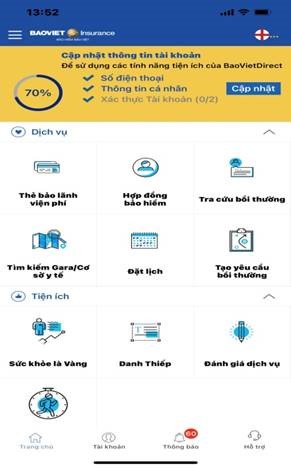 13:52
BAOVIET Insurance
BẢO HIỂM BẢO VIỆT
Cập nhật thông tin tài khoản
Để sử dụng các tính năng tiện ích của BaoVietDirect
70%
Số điện thoại
Thông tin cá nhân
Xác thực Tài khoản (0/2)
Cập nhật
Dịch vụ
Thẻ bảo lãnh
viện phí
Hợp đồng
bảo hiểm
Tra cứu bồi thường
Tìm kiếm Gara/Cơ
sở y tế
Đặt lịch
Tạo yêu cầu
bồi thường
Tiện ích
Sức khỏe là Vàng
Danh Thiếp
Đánh giá dịch vụ
Trang chủ
Tài khoản
60
Thông báo
Hỗ trợ